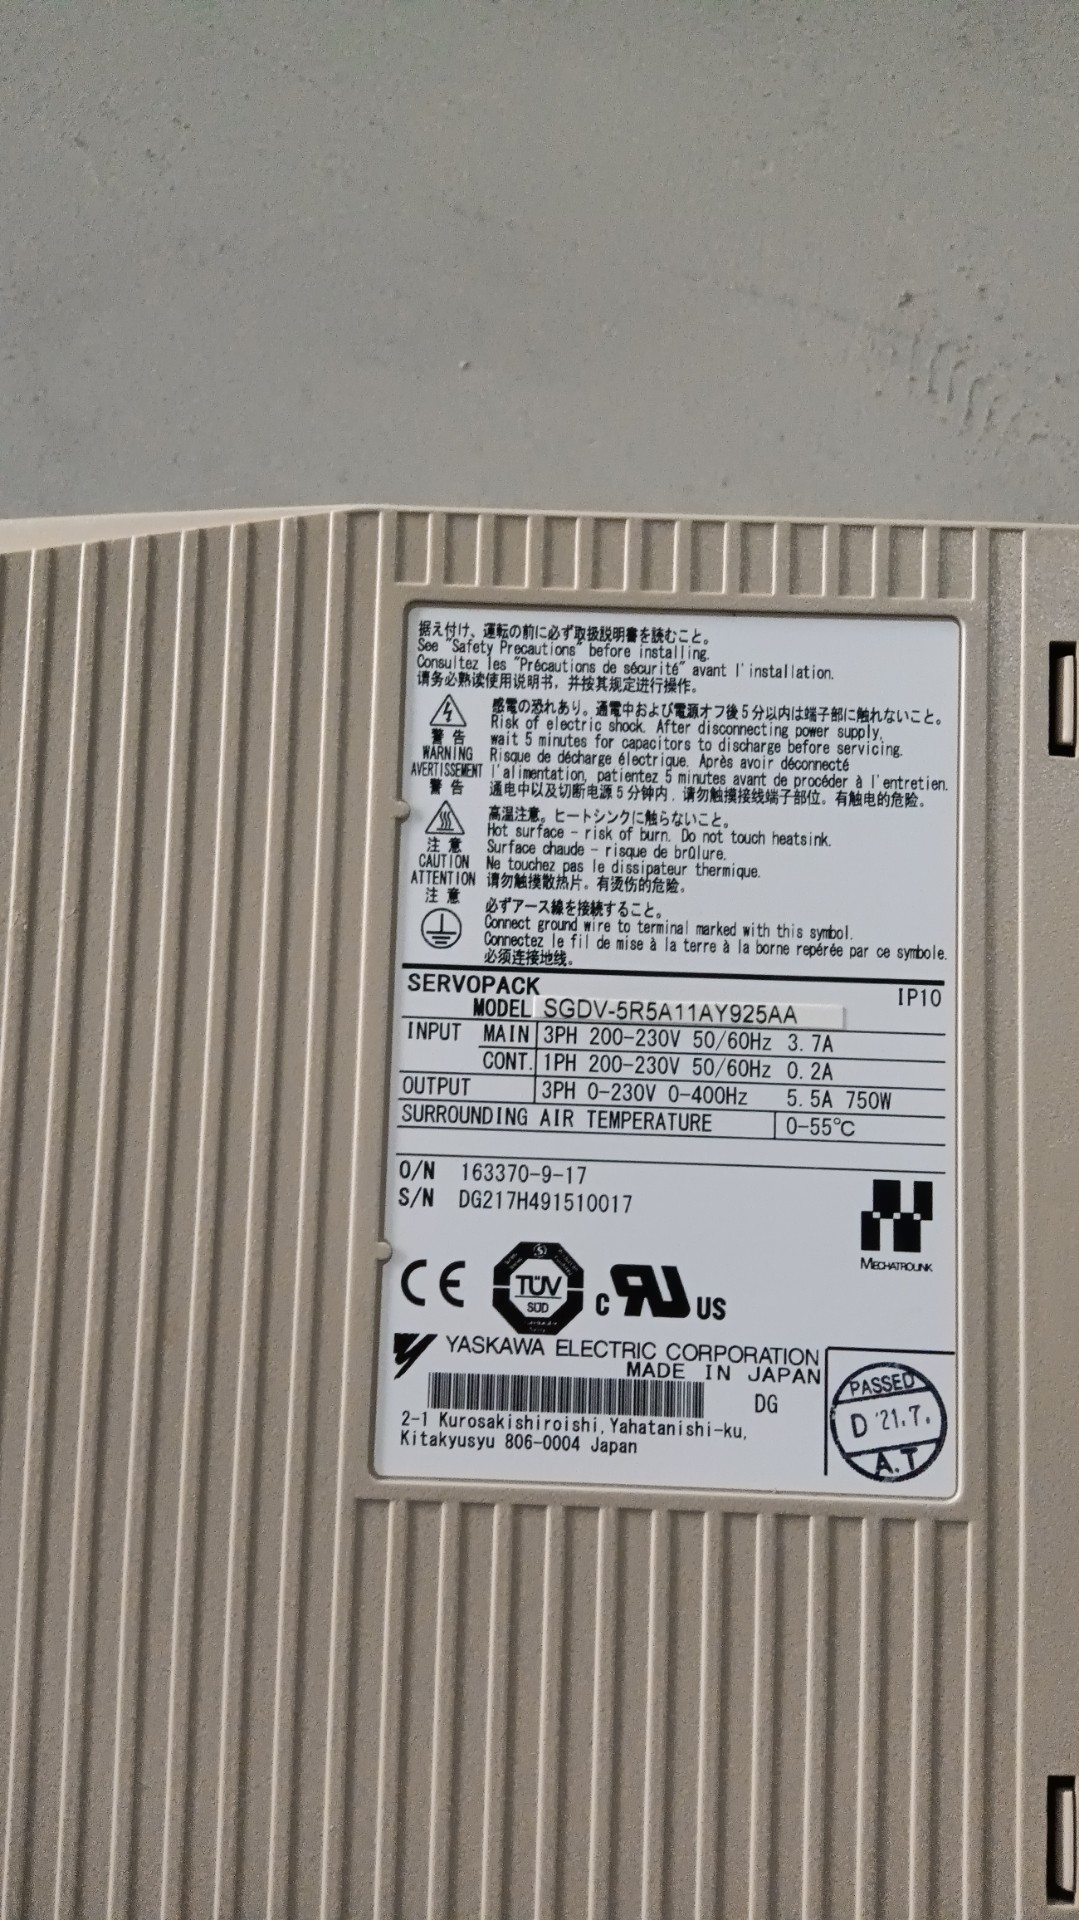 据え付け、運転の前に必ず取扱説明書を読むこと。
See "Safety Precautions" before installing.
Consultez les "Précautions de sécurité" avant l'installation.
请务必熟读使用说明书，并按其规定进行操作。
感電の恐れあり。通電中および電源オフ後5分以内は端子部に触れないこと。
Risk of electric shock. After disconnecting power supply,
警告 wait 5 minutes for capacitors to discharge before servicing.
WARNING Risque de décharge électrique. Après avoir déconnecté
AVERTISSEMENT l'alimentation, patientez 5 minutes avant de procéder à l'entretien.
警告 通电中以及切断电源5分钟内，请勿触摸接线端子部位。有触电的危险。
高温注意。ヒートシンクに触らないこと。
Hot surface – risk of burn. Do not touch heatsink.
注意 Surface chaude – risque de brûlure.
CAUTION Ne touchez pas le dissipateur thermique.
ATTENTION 请勿触摸散热片。有烫伤的危险。
注意
必ずアース線を接続すること。
Connect ground wire to terminal marked with this symbol.
Connectez le fil de mise à la terre à la borne repérée par ce symbole.
必须连接地线。
SERVOPACK IP10
MODEL SGDV-5R5A11AY925AA
INPUT MAIN 3PH 200-230V 50/60Hz 3.7A
CONT. 1PH 200-230V 50/60Hz 0.2A
OUTPUT 3PH 0-230V 0-400Hz 5.5A 750W
SURROUNDING AIR TEMPERATURE 0-55℃
O/N 163370-9-17
S/N DG217H491510017
MECHATROLINK
CE TÜV SÜD c RU US
YASKAWA ELECTRIC CORPORATION
MADE IN JAPAN
DG
2-1 Kurosakishiroishi, Yahatanishi-ku,
Kitakyusyu 806-0004 Japan
PASSED
D '21.7.
A.T